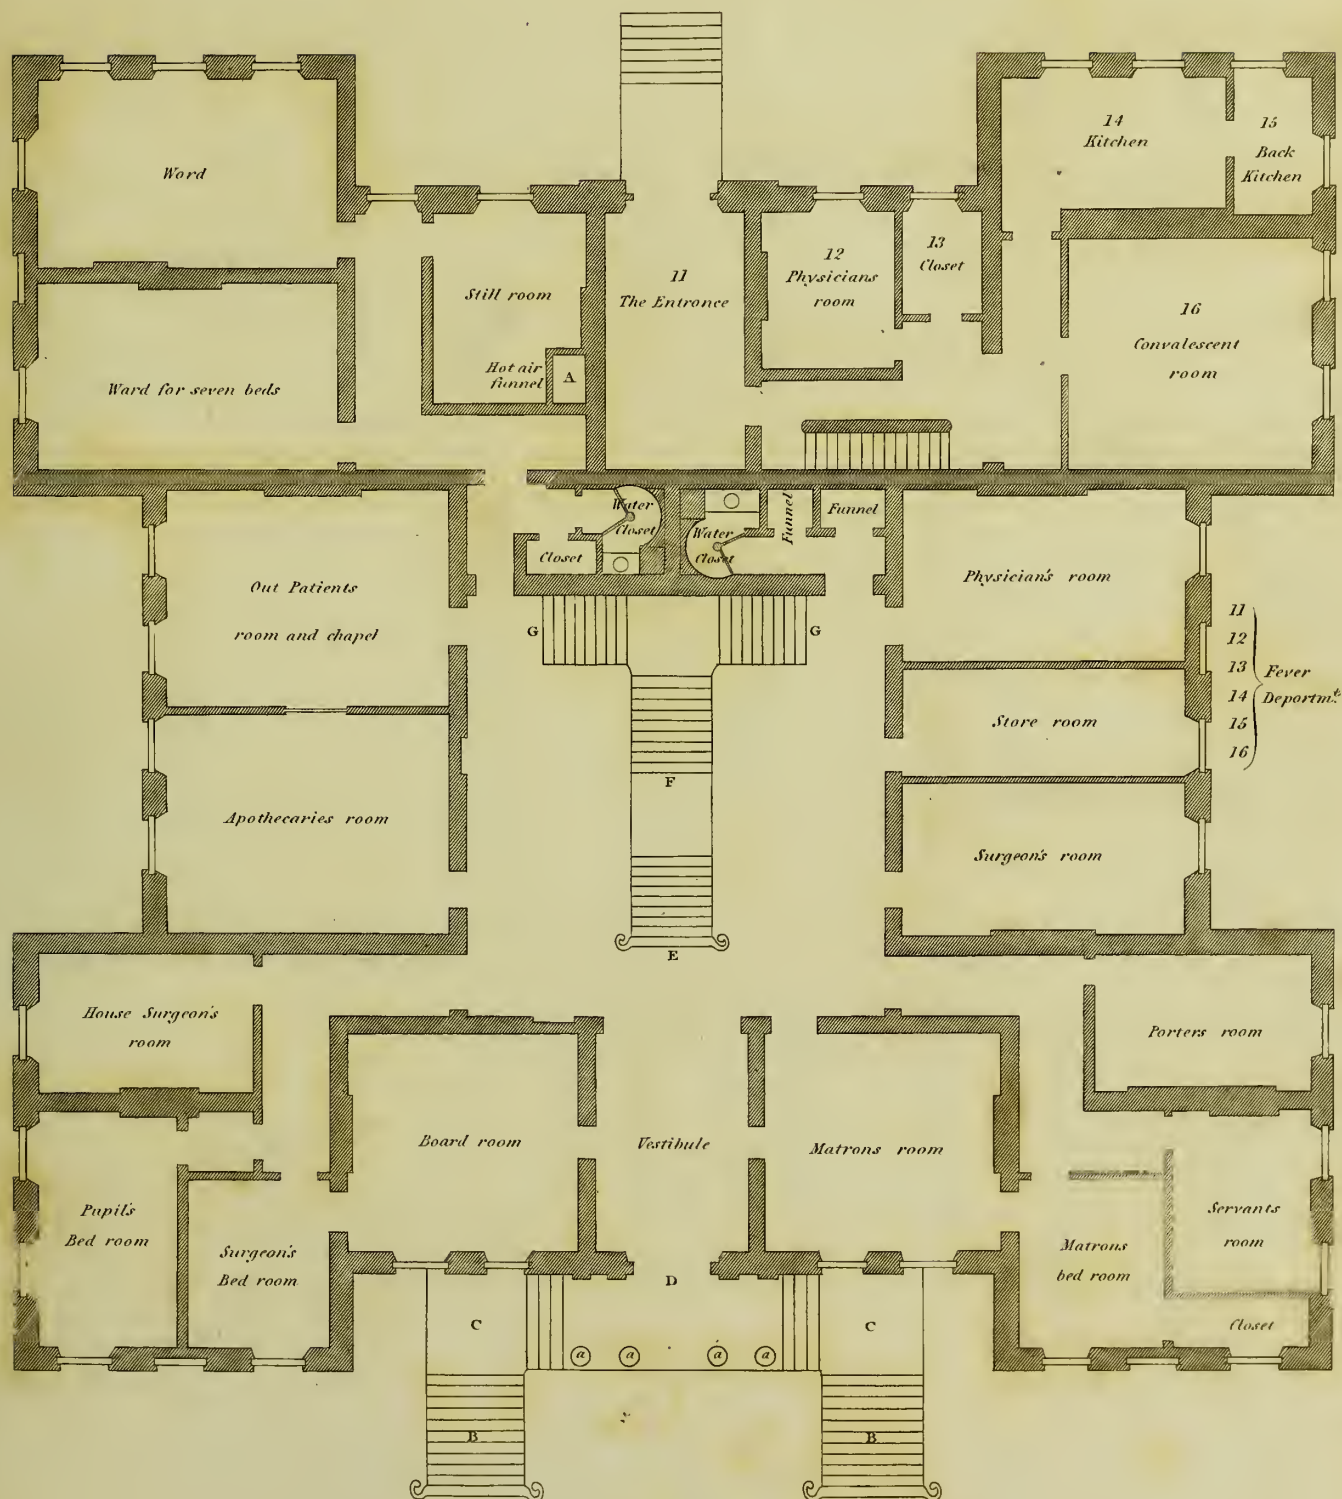 Word
Ward for seven beds
Still room
Hot air
funnel
A
11
The Entronce
12
Physicians
room
13
Closet
14
Kitchen
15
Back
Kitchen
16
Convalescent
room
Water
Closet
Closet
Water
Closet
Funnel
Funnel
Out Patients
room and chapel
Apothecaries room
G
G
F
E
Physician's room
Store room
Surgeon's room
11
12
13
14
15
16
Fever
Deportm.t
House Surgeon's
room
Pupil's
Bed room
Surgeon's
Bed room
Board room
Vestibule
Matrons room
Porters room
Servants
room
Matrons
bed room
Closet
D
C
C
a
a
a
a
B
B